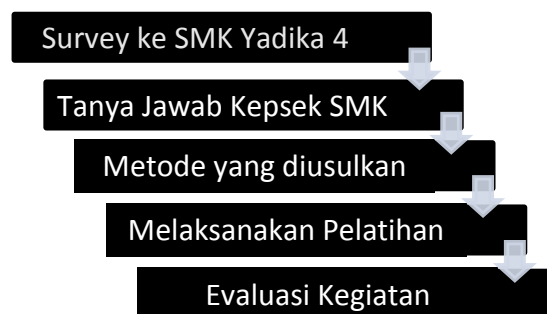 Survey ke SMK Yadika 4
Tanya Jawab Kepsek SMK
Metode yang diusulkan
Melaksanakan Pelatihan
Evaluasi Kegiatan